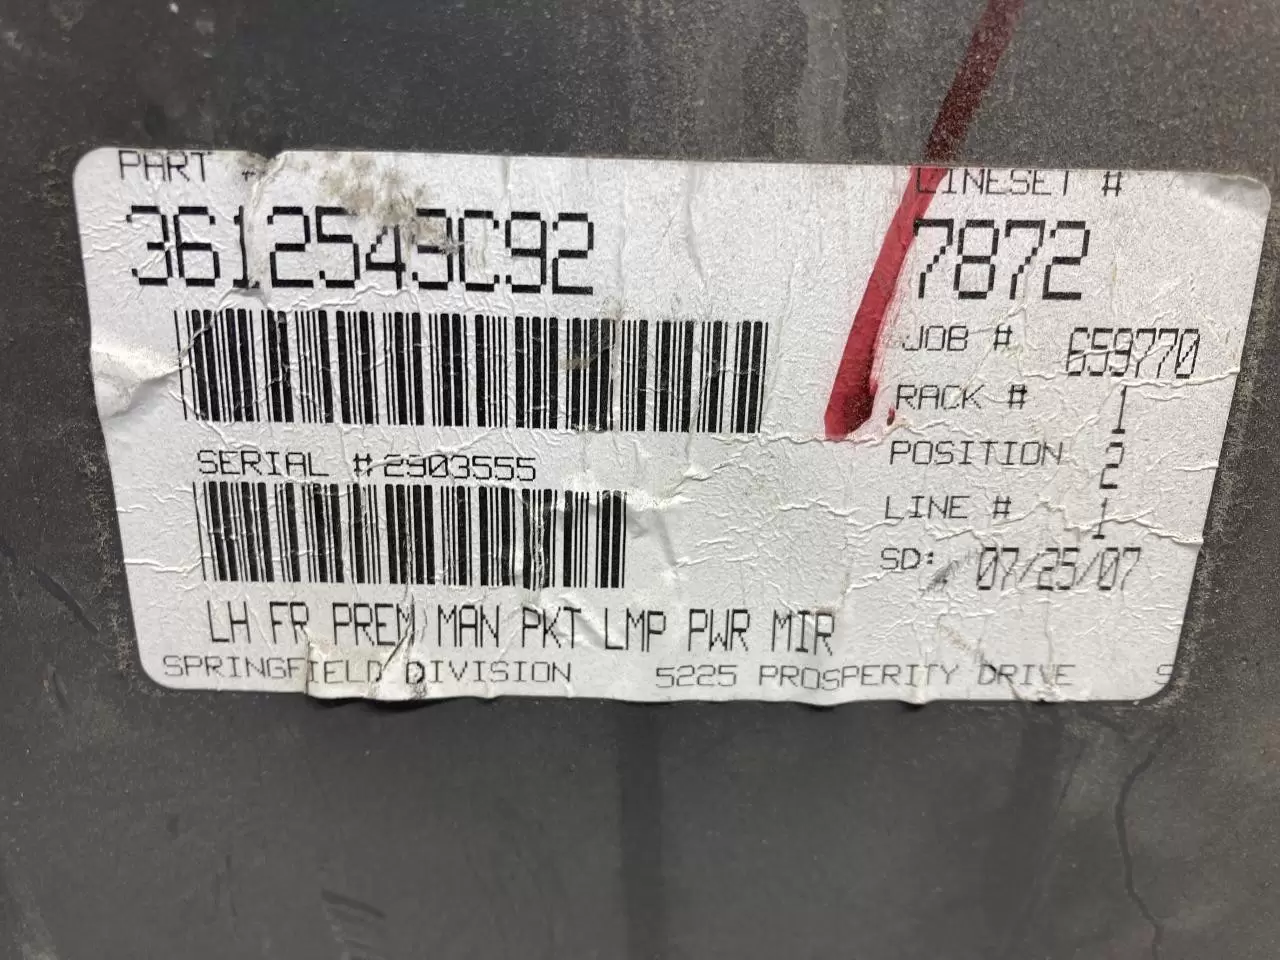 PART #
3612543C92
LINESET #
7872
JOB # 659770
RACK # 1
POSITION 2
LINE # 1
SD: 07/25/07
SERIAL #2903555
LH FR PREM MAN PKT LMP PWR MIR
SPRINGFIELD DIVISION 5225 PROSPERITY DRIVE